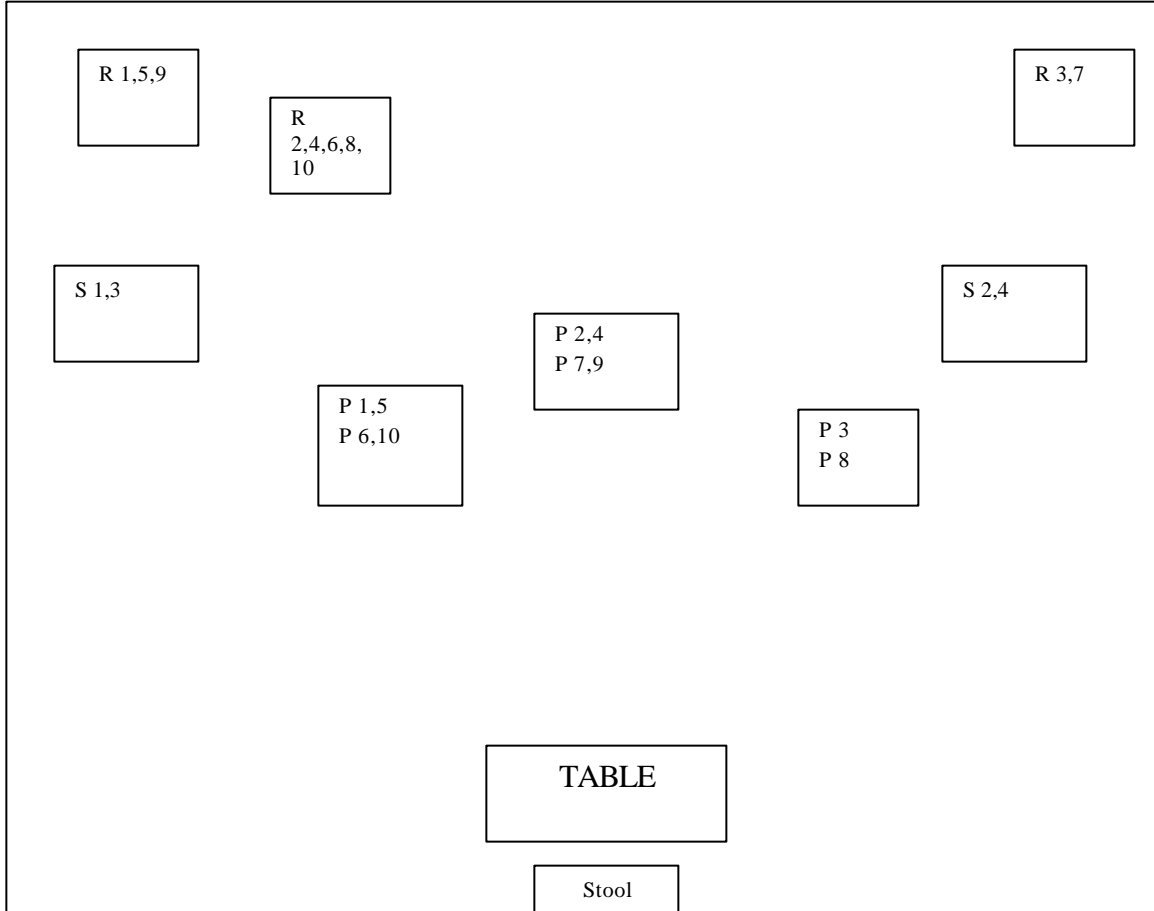 R 1,5,9
R 3,7
R
2,4,6,8,
10
S 1,3
S 2,4
P 2,4
P 7,9
P 1,5
P 6,10
P 3
P 8
TABLE
Stool